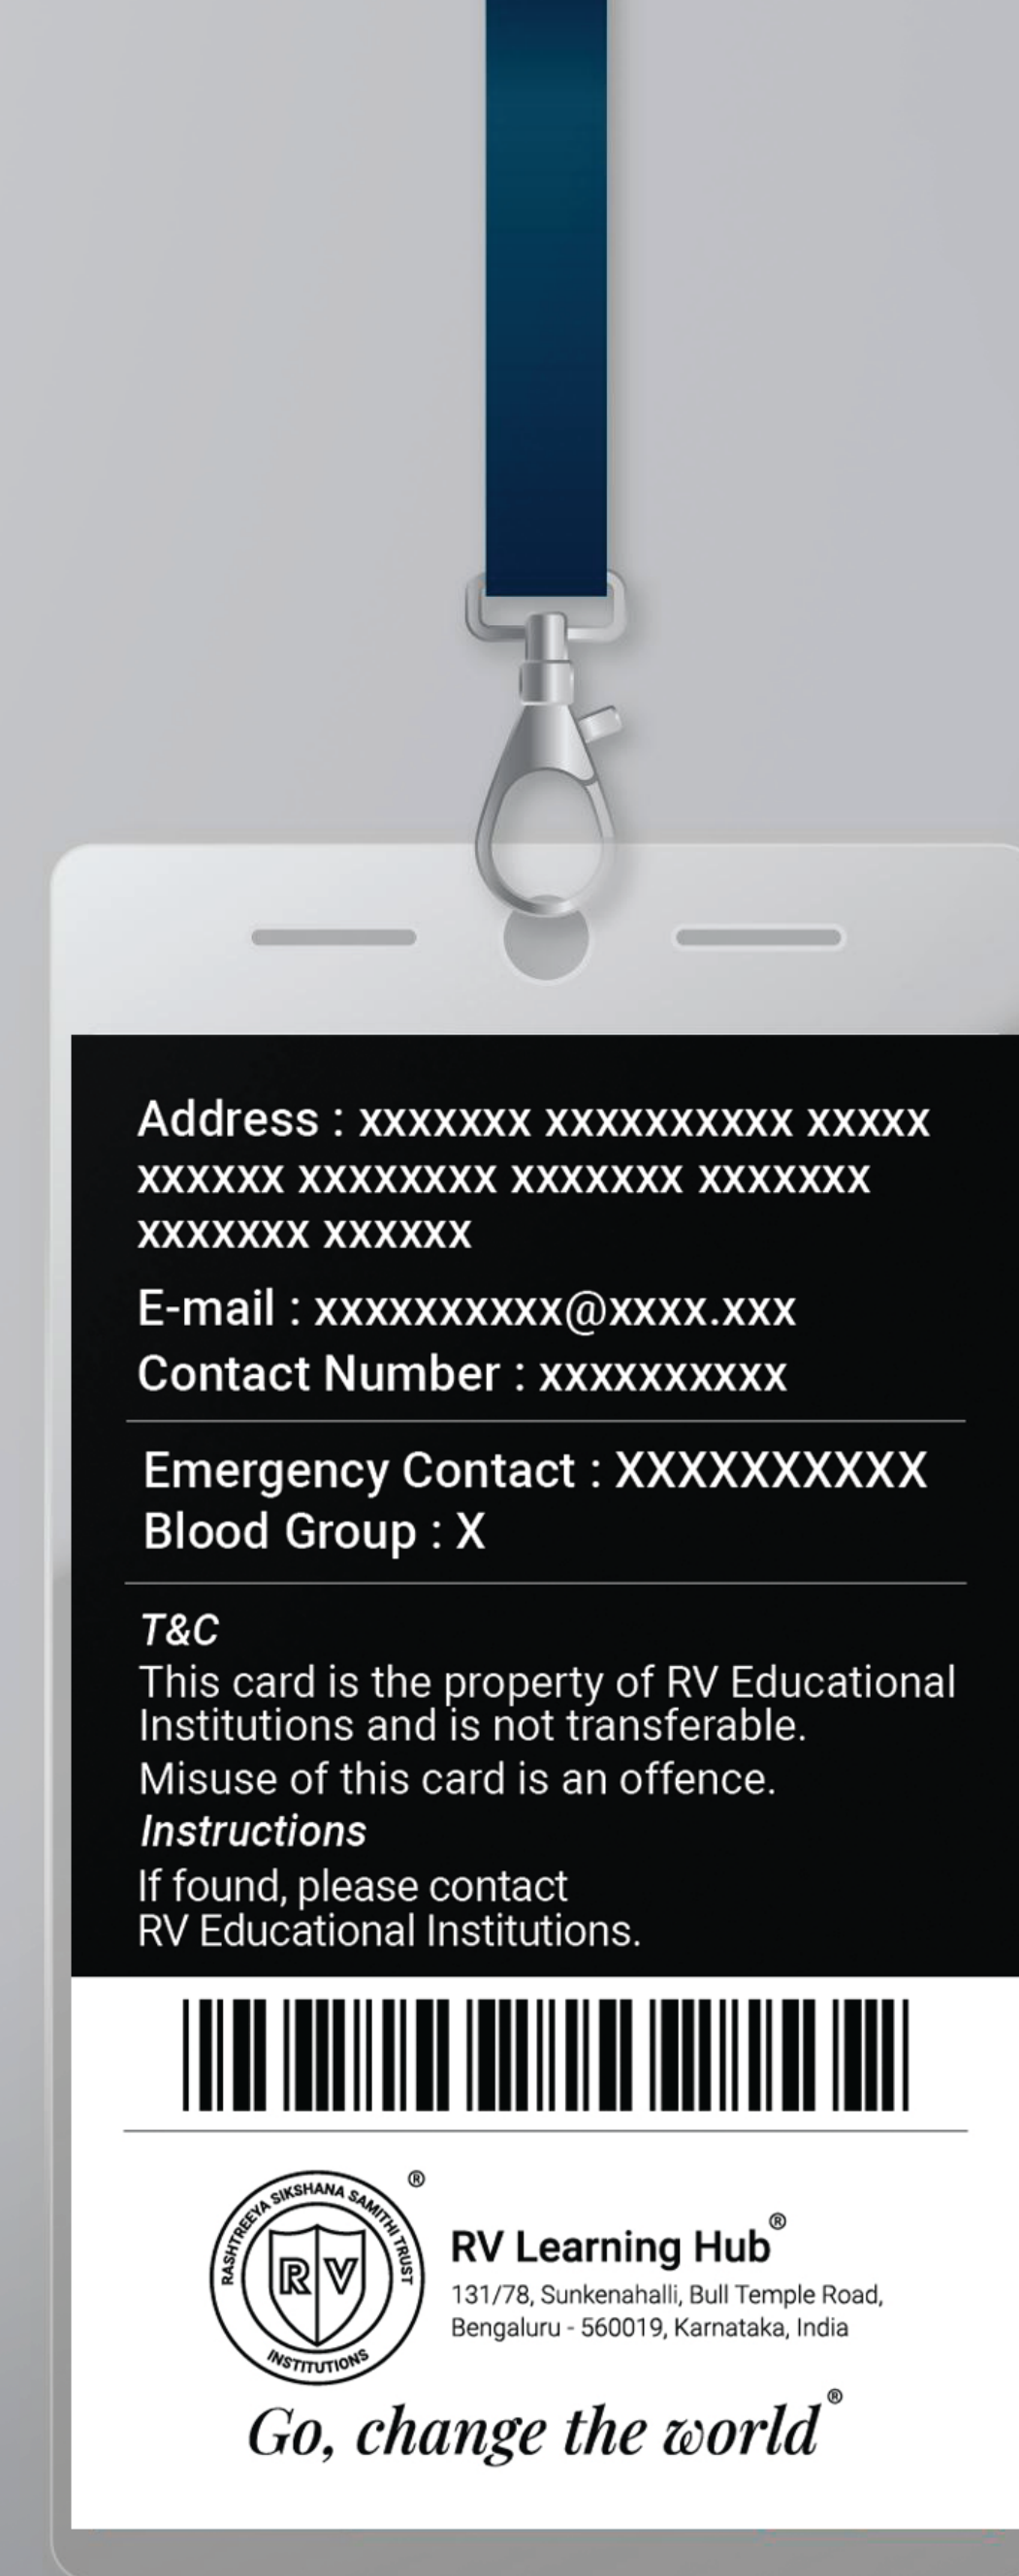 Address : xxxxxxx xxxxxxxxxx xxxxx
xxxxxx xxxxxxxx xxxxxxx xxxxxxx
xxxxxxx xxxxxx
E-mail : xxxxxxxxxx@xxxx.xxx
Contact Number : xxxxxxxxxx
Emergency Contact : XXXXXXXXXX
Blood Group : X
T&C
This card is the property of RV Educational
Institutions and is not transferable.
Misuse of this card is an offence.
Instructions
If found, please contact
RV Educational Institutions.
RASHTREEYA SIKSHANA SAMITHI TRUST
®
RV
INSTITUTIONS
RV Learning Hub®
131/78, Sunkenahalli, Bull Temple Road,
Bengaluru - 560019, Karnataka, India
Go, change the world®